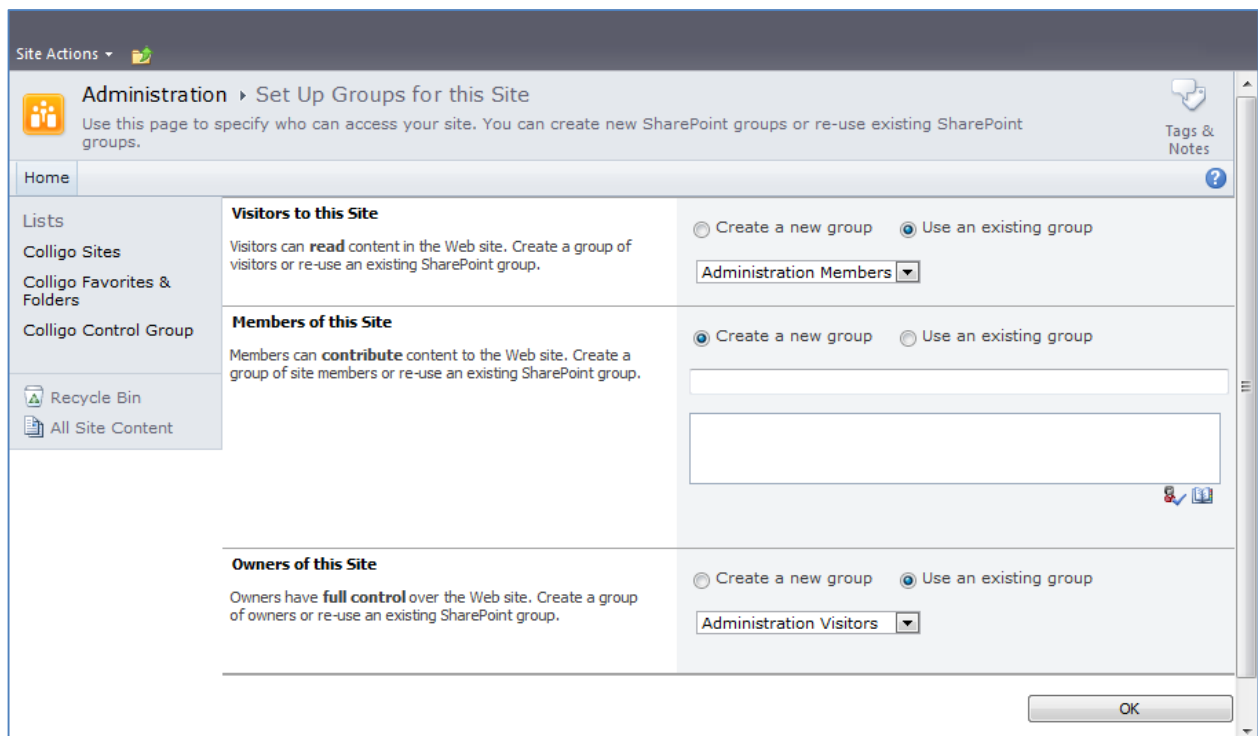 Site Actions
Administration ▸ Set Up Groups for this Site
Use this page to specify who can access your site. You can create new SharePoint groups or re-use existing SharePoint
groups.
Tags &
Notes
Home
Lists
Colligo Sites
Colligo Favorites &
Folders
Colligo Control Group
Recycle Bin
All Site Content
Visitors to this Site
Visitors can read content in the Web site. Create a group of
visitors or re-use an existing SharePoint group.
Create a new group
Use an existing group
Administration Members
Members of this Site
Members can contribute content to the Web site. Create a
group of site members or re-use an existing SharePoint group.
Create a new group
Use an existing group
Owners of this Site
Owners have full control over the Web site. Create a group
of owners or re-use an existing SharePoint group.
Create a new group
Use an existing group
Administration Visitors
OK